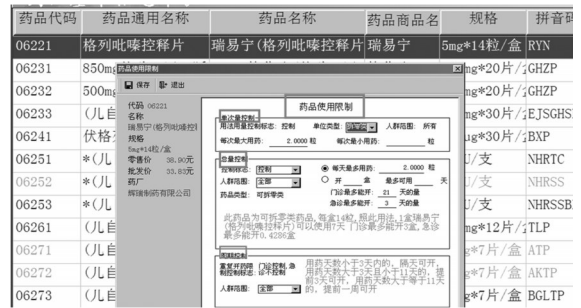 药品代码 药品通用名称 药品名称 药品商品名 规格 拼音码
06221 格列吡嗪控释片 瑞易宁(格列吡嗪控释片 瑞易宁 5mg*14粒/盒 RYN
06231 850mg mg*20片/ GHZP
06232 500mg mg*20片/ GHZP
06233 (儿自 mg*30片/ EJSGHS
06241 伏格 ug*30片/ BXP
06251 *(儿 U/支 NHRTC
06252 *(儿 U/支 NHRSS
06253 *(儿 U/支 NHRSSB
06261 (儿自 mg*12片/ TLP
06271 (儿自 g*7片/盒 ATP
06272 (儿自 g*7片/盒 AKTP
06273 (儿自 g*7片/盒 BGLTP
药品使用限制
保存 退出
代码 06221
名称
瑞易宁(格列吡嗪控
规格
5mg*14粒/盒
零售价 38.90元
批发价 33.83元
药厂
辉瑞制药有限公司
药品使用限制
单次量控制
用法用量控制标志: 控制 单位类型: 人群范围: 所有
每次最大用药: 2.0000 粒 每次最小用药: 粒
总量控制
控制标志: 控制 每天最多用药: 2.0000 粒
人群范围: 全部 开 盒 最多可用 天
药品类型: 可拆零类 门诊最多能开: 21 天的量
急诊最多能开: 3 天的量
此药品为可拆零类药品,每盒14粒,照此用法,1盒瑞易宁
(格列吡嗪控释片)可以使用7天 门诊最多能开3盒,急诊
最多能开0.4286盒
周期控制
重复开药限 门诊控制,急
制控制标志: 诊不控制
人群范围: 全部
用药天数小于3天内的, 隔天可开,
用药天数大于3天且小于11天的, 提
前3天可开, 用药天数大于等于11天
的, 提前一周可开